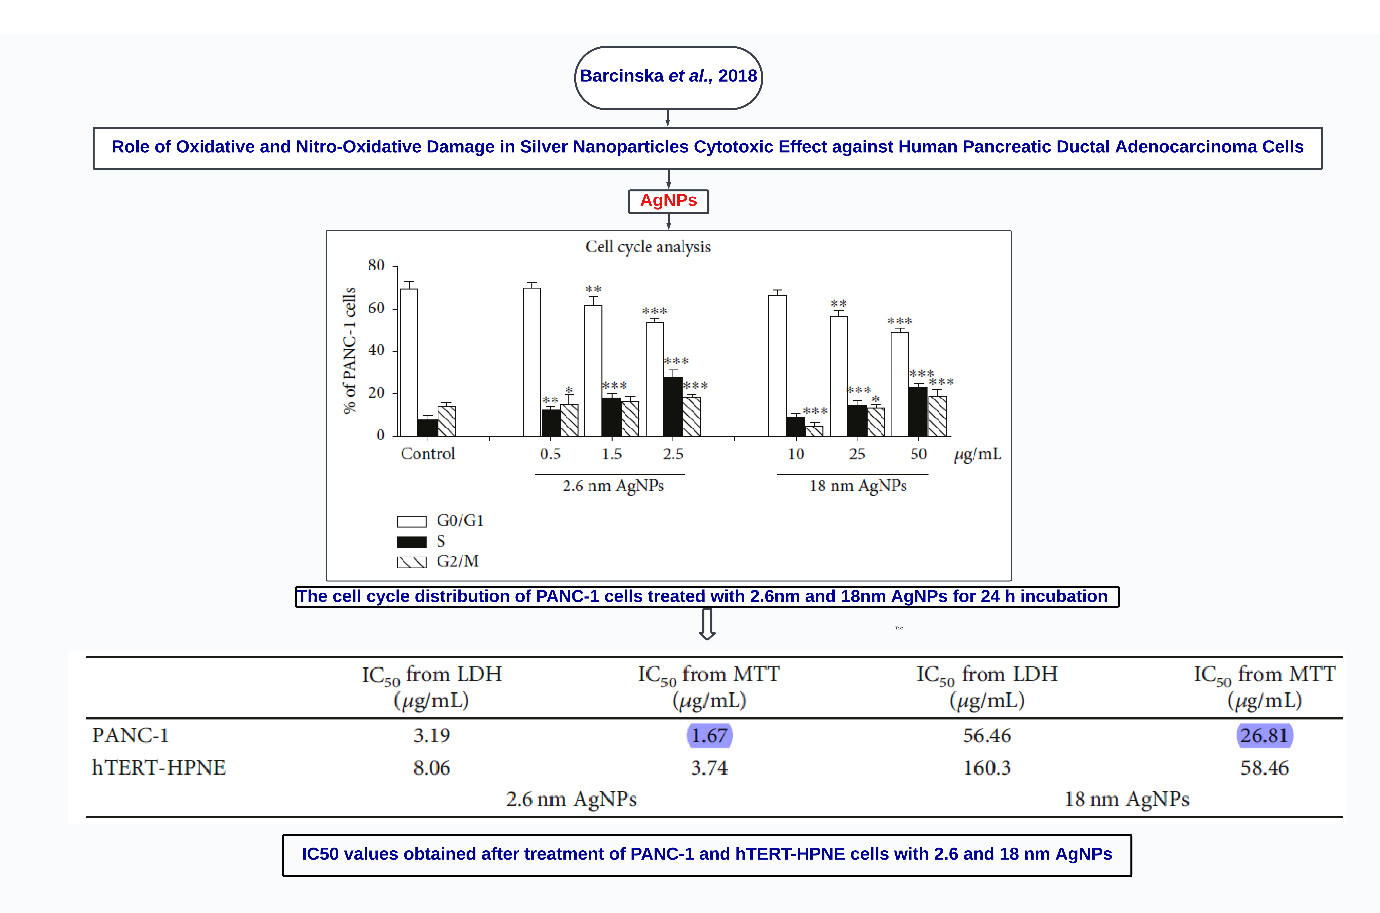 Barcinska et al., 2018
Role of Oxidative and Nitro-Oxidative Damage in Silver Nanoparticles Cytotoxic Effect against Human Pancreatic Ductal Adenocarcinoma Cells
AgNPs
Cell cycle analysis
% of PANC-1 cells
80
60
40
20
0
** *** ** ***
** * *** *** *** *** *** * *** ***
Control 0.5 1.5 2.5 10 25 50 µg/mL
2.6 nm AgNPs 18 nm AgNPs
G0/G1
S
G2/M
The cell cycle distribution of PANC-1 cells treated with 2.6nm and 18nm AgNPs for 24 h incubation
IC50 from LDH (µg/mL) IC50 from MTT (µg/mL) IC50 from LDH (µg/mL) IC50 from MTT (µg/mL)
PANC-1 3.19 1.67 56.46 26.81
hTERT-HPNE 8.06 3.74 160.3 58.46
2.6 nm AgNPs 18 nm AgNPs
IC50 values obtained after treatment of PANC-1 and hTERT-HPNE cells with 2.6 and 18 nm AgNPs